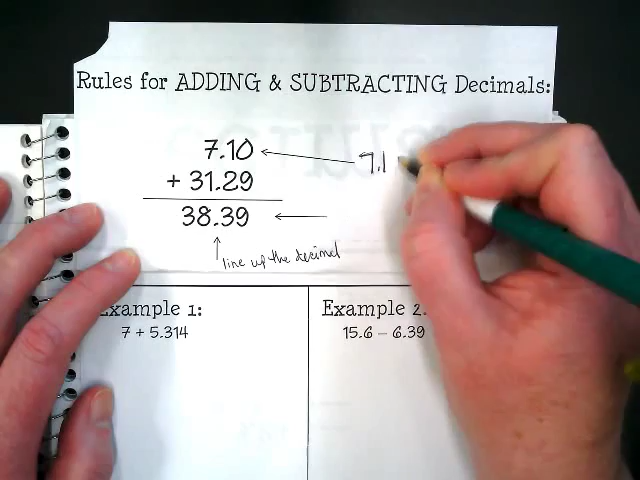 Rules for ADDING & SUBTRACTING Decimals:
7.10
7.1
+ 31.29
38.39
line up the decimal
Example 1:
Example 2:
7 + 5.314
15.6 – 6.39